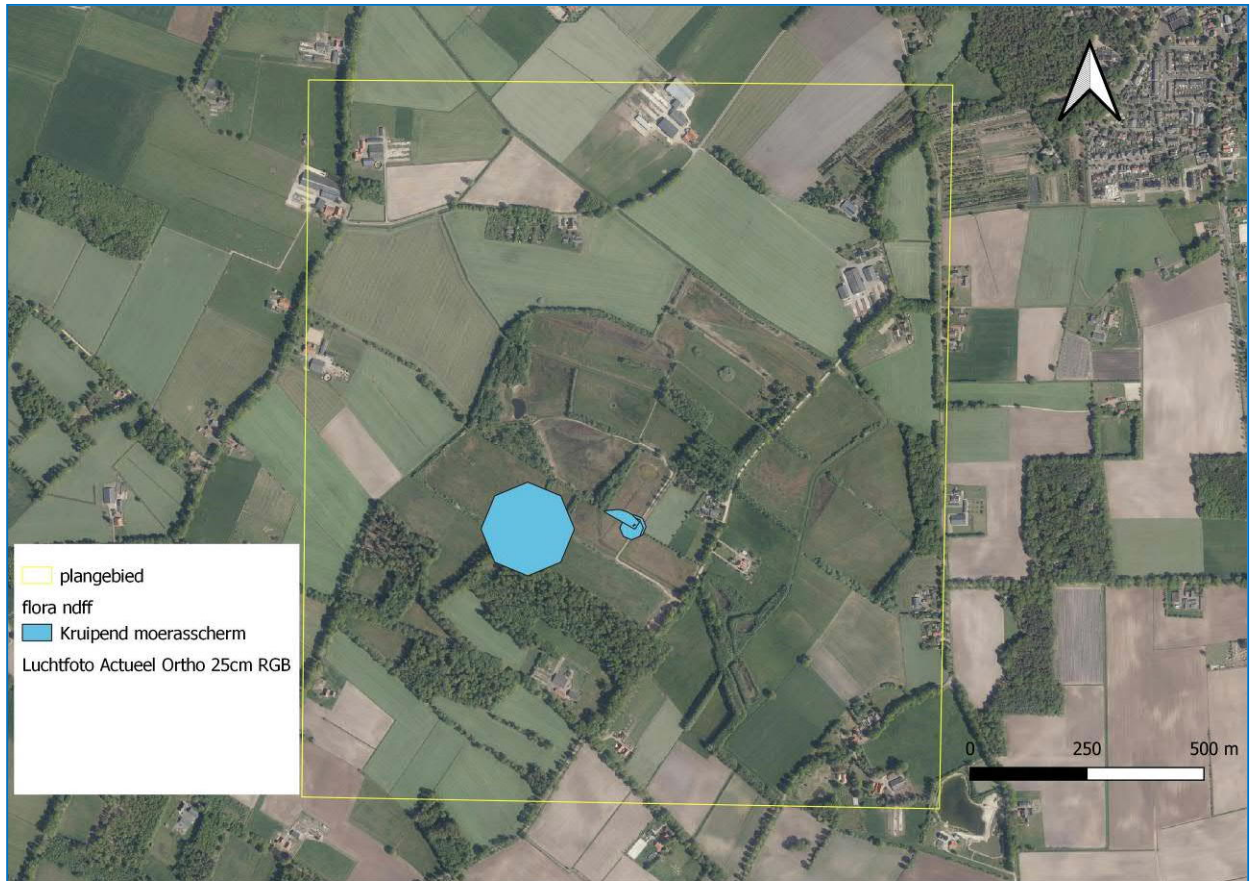 plangebied
flora ndff
Kruipend moerasscherm
Luchtfoto Actueel Ortho 25cm RGB
0 250 500 m